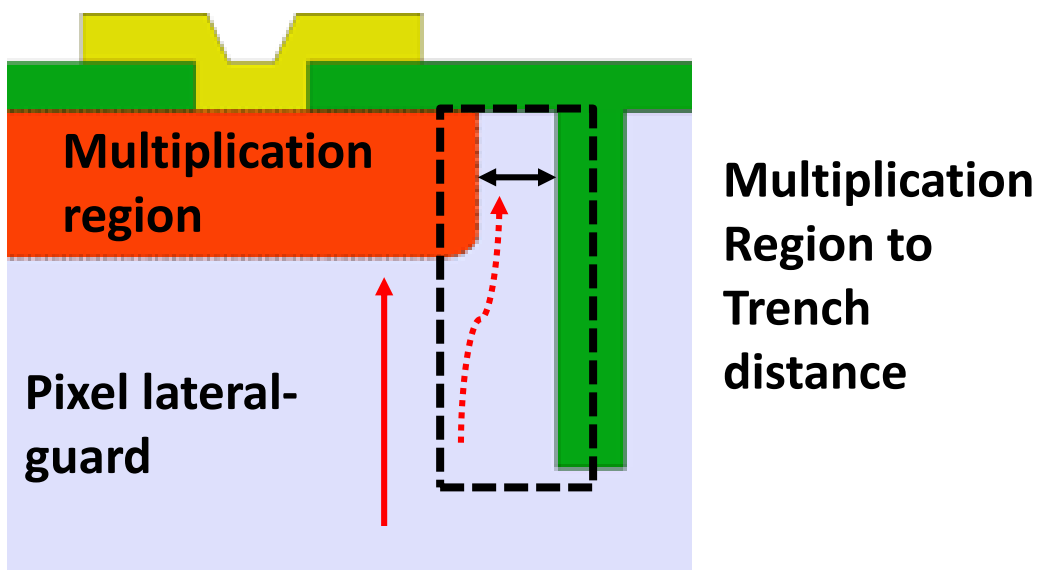 Multiplication
region
Pixel lateral-
guard
Multiplication
Region to
Trench
distance